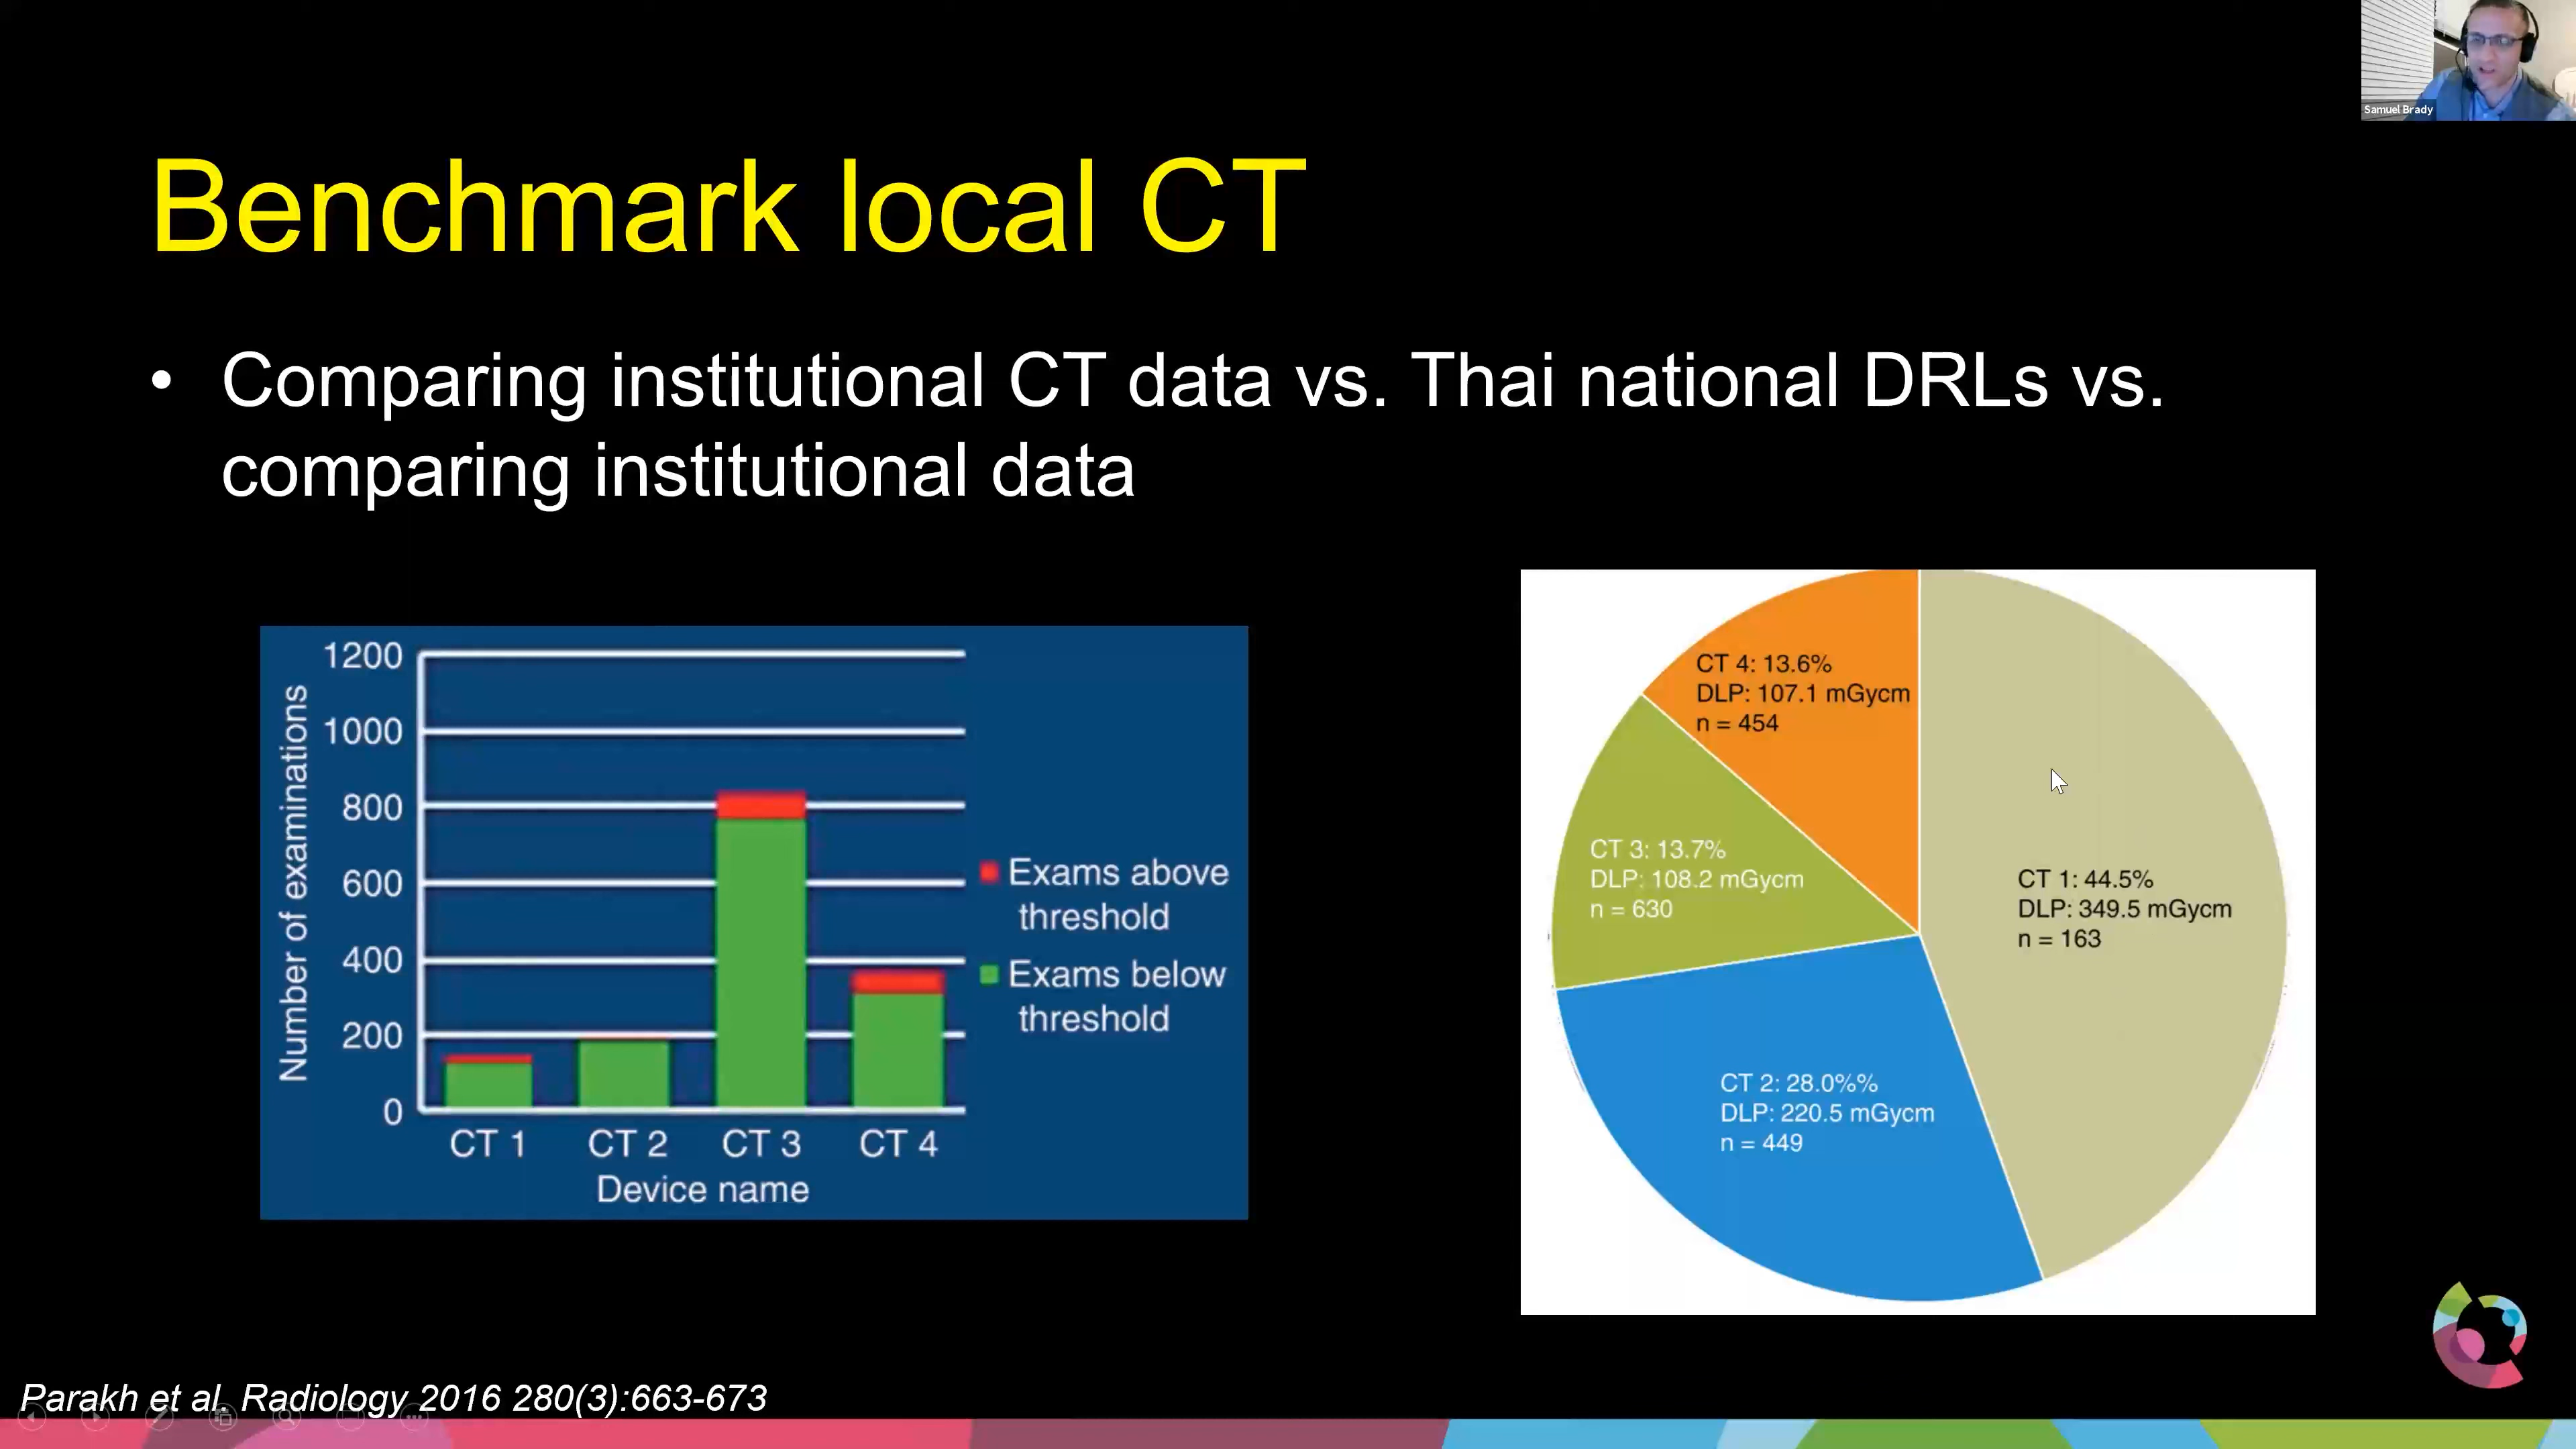 Samuel Brady
Benchmark local CT
• Comparing institutional CT data vs. Thai national DRLs vs.
comparing institutional data
1200
1000
800
600
400
200
0
Number of examinations
CT 1
CT 2
CT 3
CT 4
Device name
Exams above
threshold
Exams below
threshold
CT 4: 13.6%
DLP: 107.1 mGycm
n = 454
CT 3: 13.7%
DLP: 108.2 mGycm
n = 630
CT 1: 44.5%
DLP: 349.5 mGycm
n = 163
CT 2: 28.0%%
DLP: 220.5 mGycm
n = 449
Parakh et al. Radiology 2016 280(3):663-673